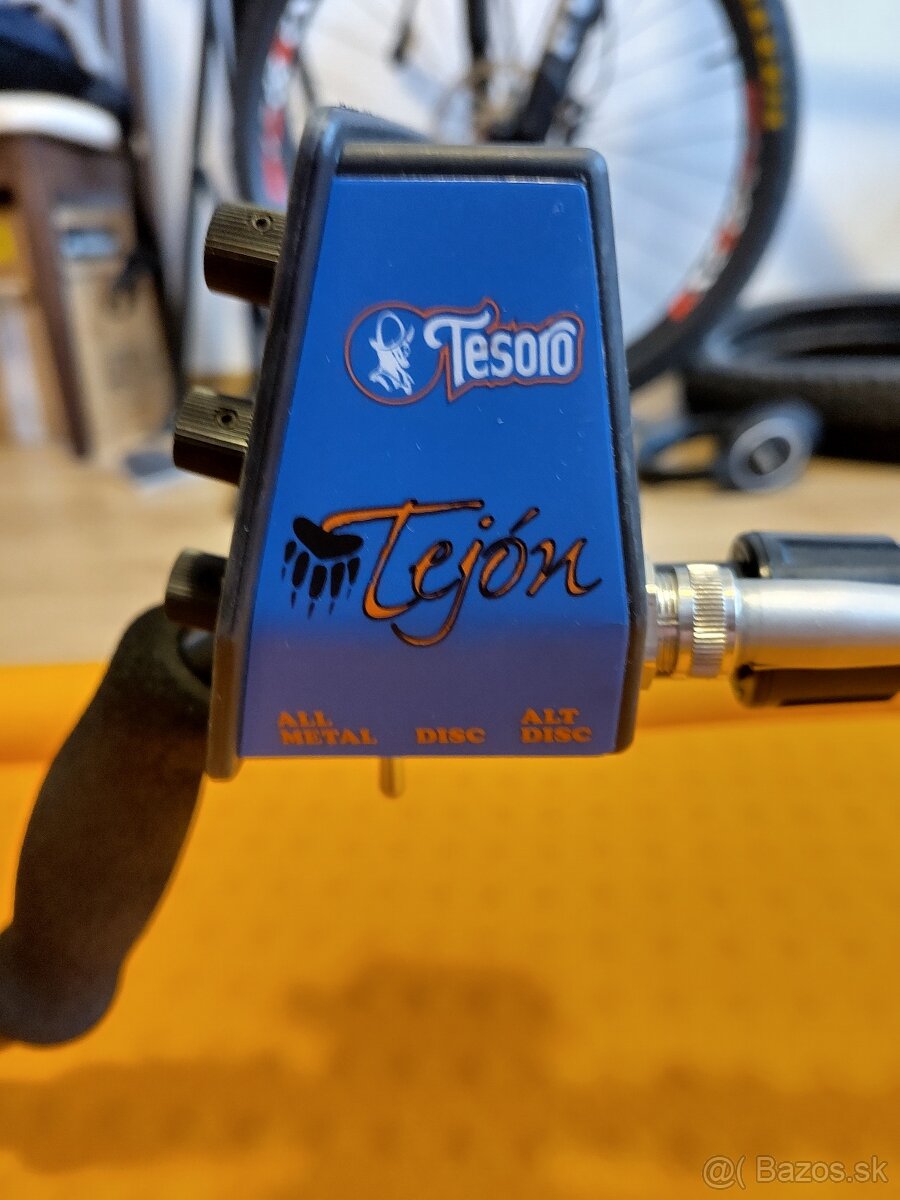 Tesoro
Tejón
ALL METAL
DISC
ALT DISC
@( Bazos.sk